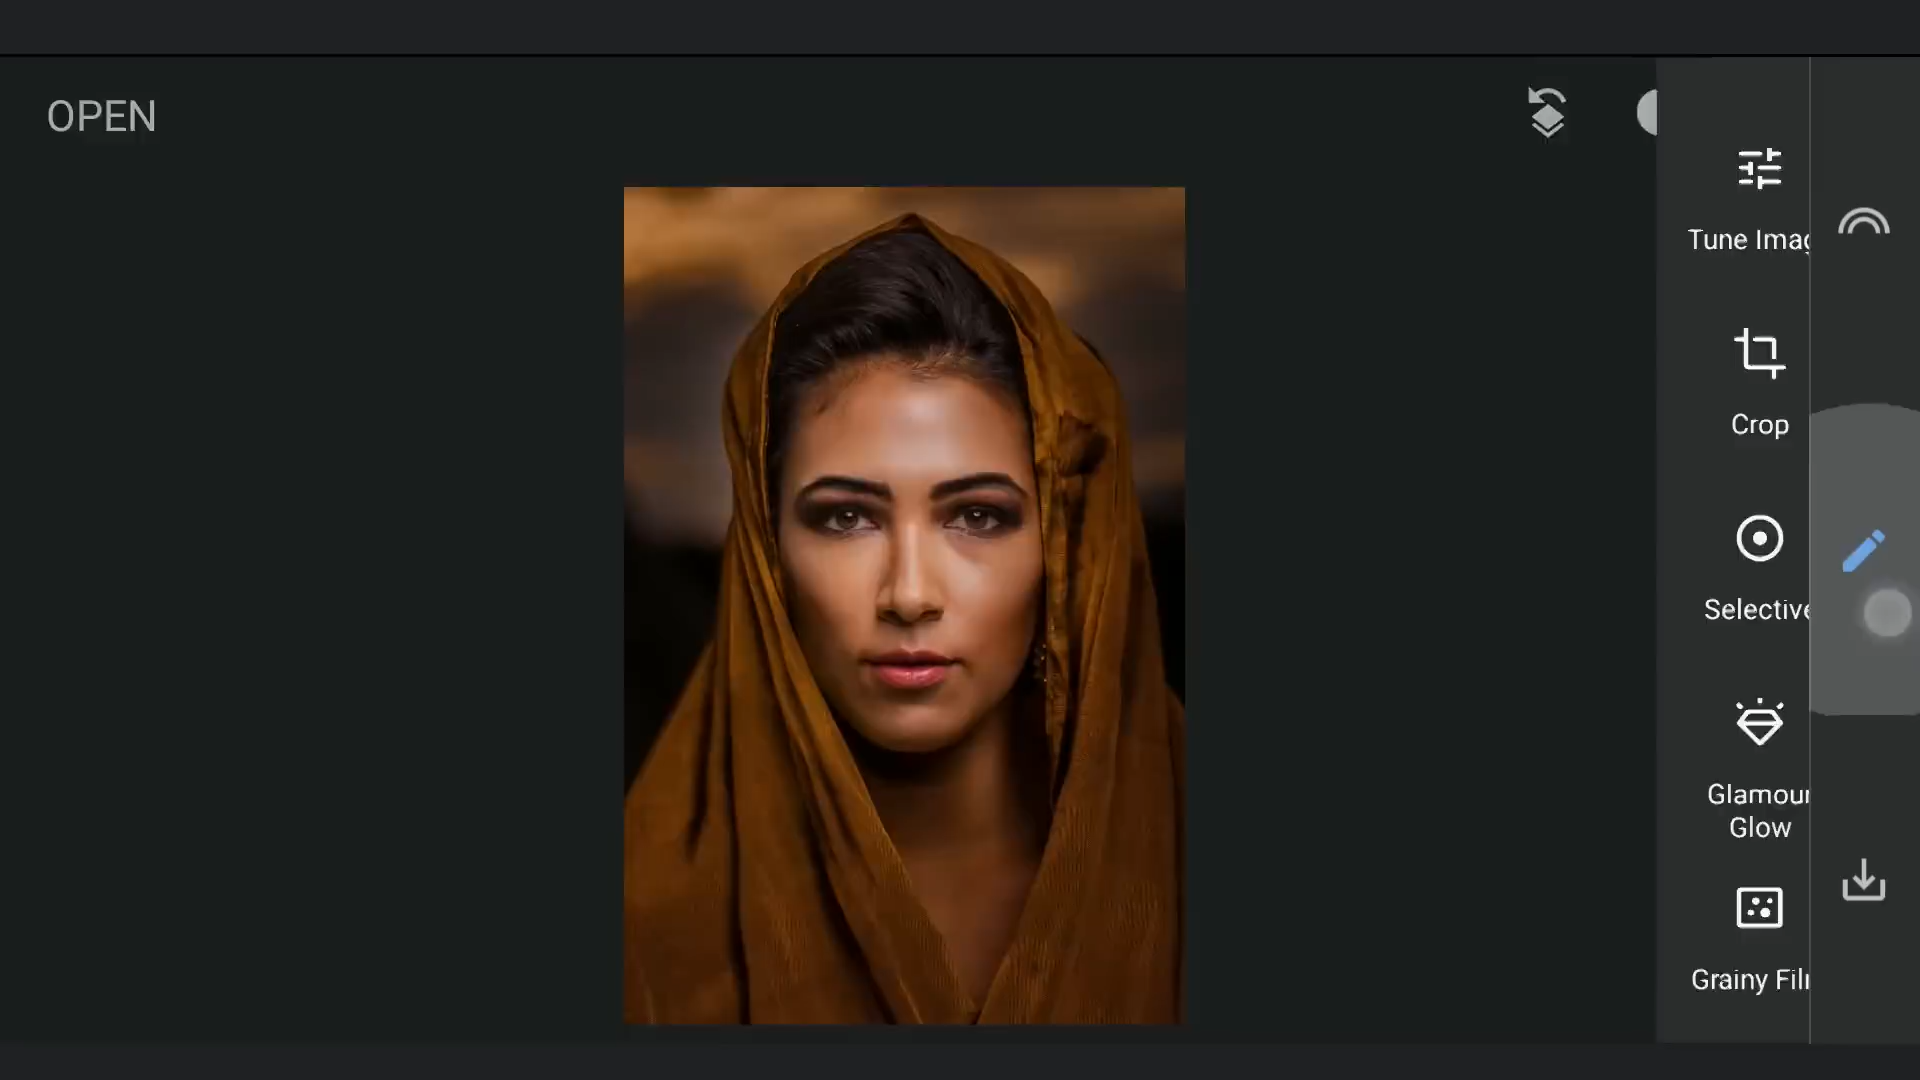 OPEN
Tune Imag
Crop
Selective
Glamour
Glow
Grainy Fil